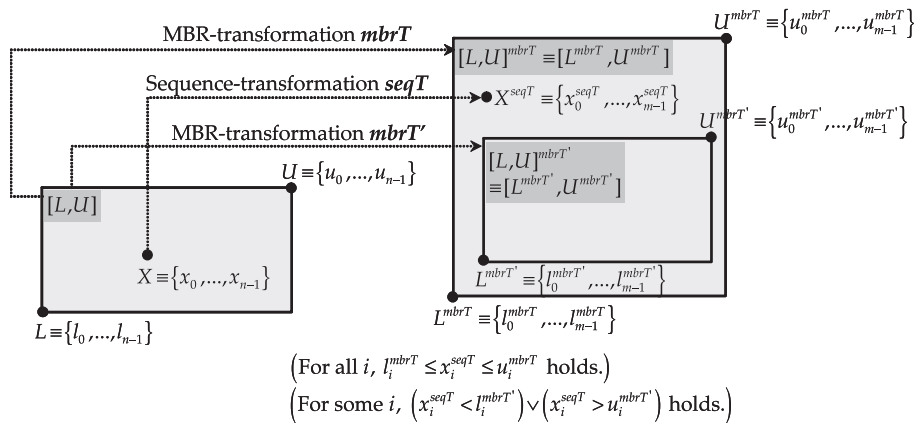 MBR-transformation mbrT
U^{mbrT} ≡ {u_0^{mbrT} ,..., u_{m−1}^{mbrT}}
[L,U]^{mbrT} ≡ [L^{mbrT} ,U^{mbrT} ]
Sequence-transformation seqT
X^{seqT} ≡ {x_0^{seqT} ,..., x_{m−1}^{seqT}}
U^{mbrT'} ≡ {u_0^{mbrT'} ,..., u_{m−1}^{mbrT'}}
MBR-transformation mbrT'
[L,U]^{mbrT'}
≡ [L^{mbrT'} ,U^{mbrT'} ]
U ≡ {u_0 ,..., u_{n−1}}
[L,U]
X ≡ {x_0 ,..., x_{n−1}}
L^{mbrT'} ≡ {l_0^{mbrT'} ,..., l_{m−1}^{mbrT'}}
L ≡ {l_0 ,..., l_{n−1}}
L^{mbrT} ≡ {l_0^{mbrT} ,..., l_{m−1}^{mbrT}}
(For all i, l_i^{mbrT} ≤ x_i^{seqT} ≤ u_i^{mbrT} holds.)
(For some i, (x_i^{seqT} < l_i^{mbrT'}) ∨ (x_i^{seqT} > u_i^{mbrT'}) holds.)